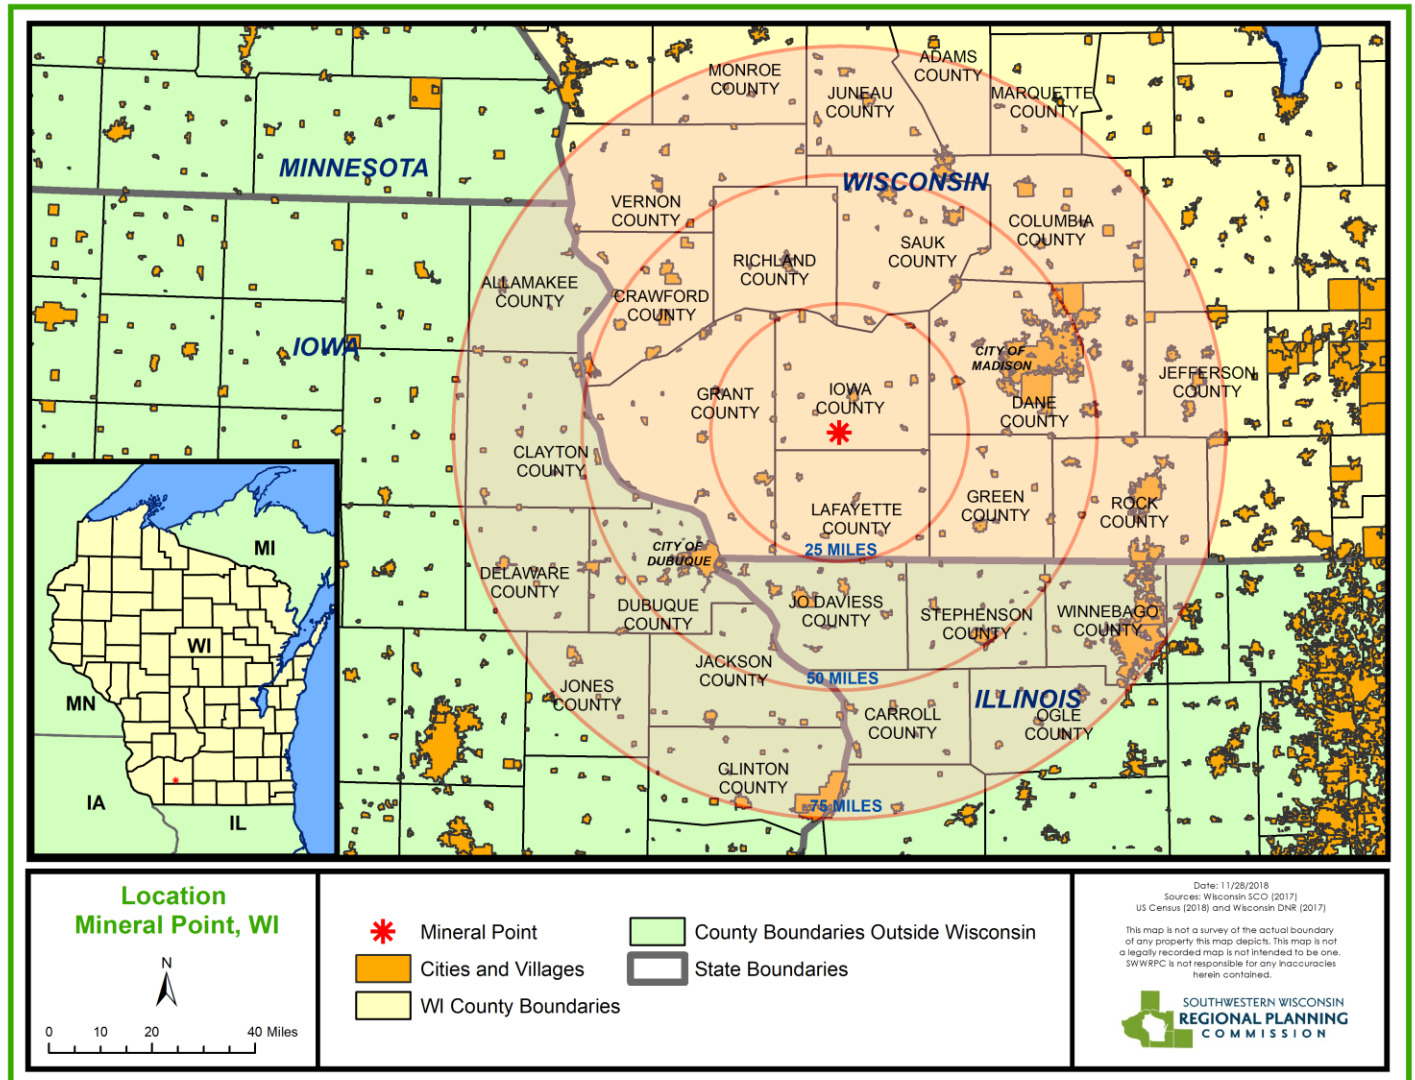 MONROE
COUNTY
ADAMS
COUNTY
JUNEAU
COUNTY
MARQUETTE
COUNTY
MINNESOTA
WISCONSIN
VERNON
COUNTY
COLUMBIA
COUNTY
SAUK
COUNTY
RICHLAND
COUNTY
ALLAMAKEE
COUNTY
CRAWFORD
COUNTY
IOWA
CITY OF
MADISON
JEFFERSON
COUNTY
GRANT
COUNTY
IOWA
COUNTY
DANE
COUNTY
CLAYTON
COUNTY
LAFAYETTE
COUNTY
GREEN
COUNTY
ROCK
COUNTY
25 MILES
CITY OF
DUBUQUE
DELAWARE
COUNTY
DUBUQUE
COUNTY
JO DAVIESS
COUNTY
STEPHENSON
COUNTY
WINNEBAGO
COUNTY
JACKSON
COUNTY
50 MILES
JONES
COUNTY
ILLINOIS
CARROLL
COUNTY
OGLE
COUNTY
CLINTON
COUNTY
75 MILES
MI
WI
MN
IA
IL
Location
Mineral Point, WI
N
0 10 20 40 Miles
Mineral Point
Cities and Villages
WI County Boundaries
County Boundaries Outside Wisconsin
State Boundaries
Date: 11/28/2018
Sources: Wisconsin SCO (2017)
US Census (2018) and Wisconsin DNR (2017)
This map is not a survey of the actual boundary
of any property this map depicts. This map is not
a legally recorded map is not intended to be one.
SWWRPC is not responsible for any inaccuracies
herein contained.
SOUTHWESTERN WISCONSIN
REGIONAL PLANNING
COMMISSION